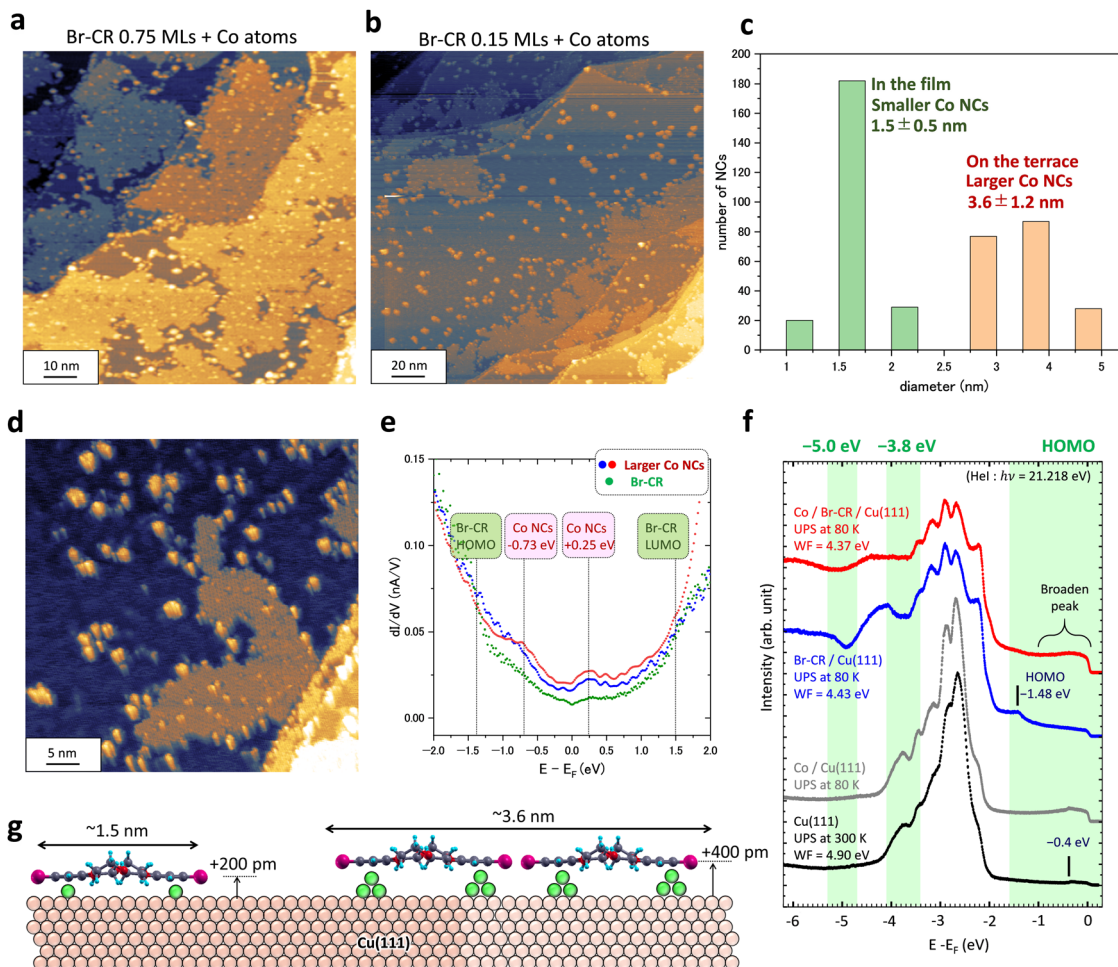 a
Br-CR 0.75 MLs + Co atoms
10 nm
b
Br-CR 0.15 MLs + Co atoms
20 nm
c
number of NCs
200
180
160
140
120
100
80
60
40
20
0
In the film
Smaller Co NCs
1.5 ± 0.5 nm
On the terrace
Larger Co NCs
3.6 ± 1.2 nm
1 1.5 2 2.5 3 4 5
diameter (nm)
d
5 nm
e
dI/dV (nA/V)
0.15
0.10
0.05
0.00
Larger Co NCs
Br-CR
Br-CR
HOMO
Co NCs
-0.73 eV
Co NCs
+0.25 eV
Br-CR
LUMO
−2.0 −1.5 −1.0 −0.5 0.0 0.5 1.0 1.5 2.0
E − EF (eV)
f
−5.0 eV −3.8 eV HOMO
(HeI : hν = 21.218 eV)
Intensity (arb. unit)
Co / Br-CR / Cu(111)
UPS at 80 K
WF = 4.37 eV
Broaden
peak
Br-CR / Cu(111)
UPS at 80 K
WF = 4.43 eV
HOMO
−1.48 eV
Co / Cu(111)
UPS at 80 K
Cu(111)
UPS at 300 K
WF = 4.90 eV
−0.4 eV
-6 -5 -4 -3 -2 -1 0
E -EF (eV)
g
~1.5 nm
+200 pm
~3.6 nm
+400 pm
Cu(111)